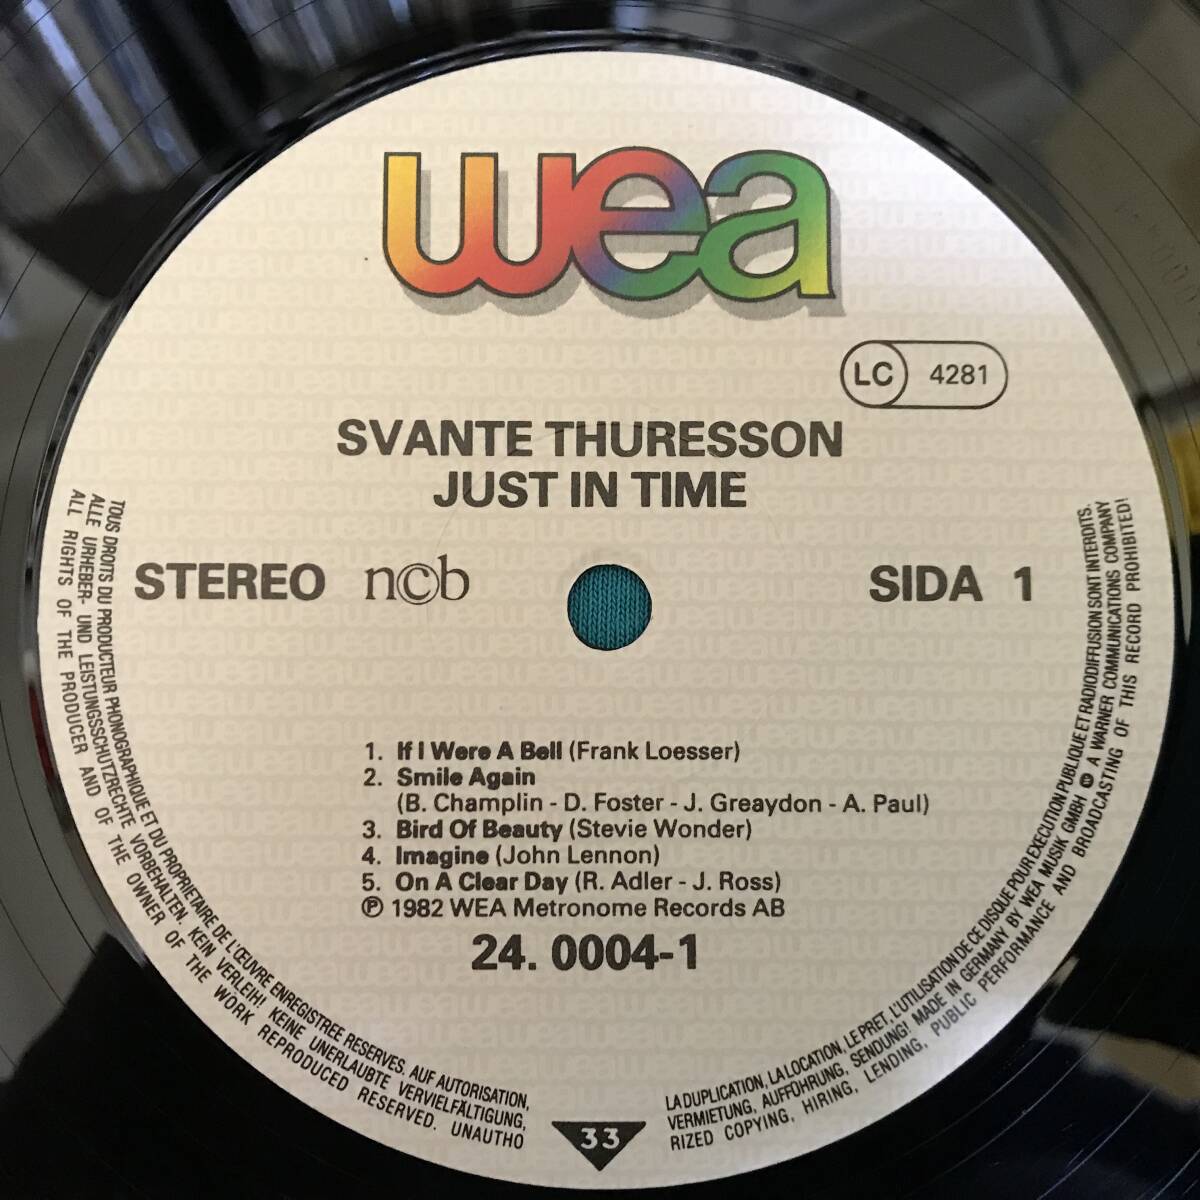 wea
LC 4281
SVANTE THURESSON
JUST IN TIME
STEREO n©b
SIDA 1
1. If I Were A Bell (Frank Loesser)
2. Smile Again
(B. Champlin - D. Foster - J. Greaydon - A. Paul)
3. Bird Of Beauty (Stevie Wonder)
4. Imagine (John Lennon)
5. On A Clear Day (R. Adler - J. Ross)
℗ 1982 WEA Metronome Records AB
24. 0004-1
33
TOUS DROITS DU PRODUCTEUR PHONOGRAPHIQUE ET DU PROPRIETAIRE DE L'ŒUVRE ENREGISTREE RESERVES. AUF AUTORISATION,
LA DUPLICATION, LA LOCATION, LE PRET, L'UTILISATION DE CE DISQUE POUR EXECUTION PUBLIQUE ET RADIODIFFUSION SONT INTERDITS.
ALLE URHEBER- UND LEISTUNGSSCHUTZRECHTE VORBEHALTEN. KEIN VERLEIH! KEINE UNERLAUBTE VERVIELFÄLTIGUNG,
VERMIETUNG, AUFFÜHRUNG, SENDUNG! MADE IN GERMANY BY WEA MUSIK GMBH A WARNER COMMUNICATIONS COMPANY
ALL RIGHTS OF THE PRODUCER AND OF THE OWNER OF THE WORK REPRODUCED RESERVED. UNAUTHO
RIZED COPYING, HIRING, LENDING, PUBLIC PERFORMANCE AND BROADCASTING OF THIS RECORD PROHIBITED!